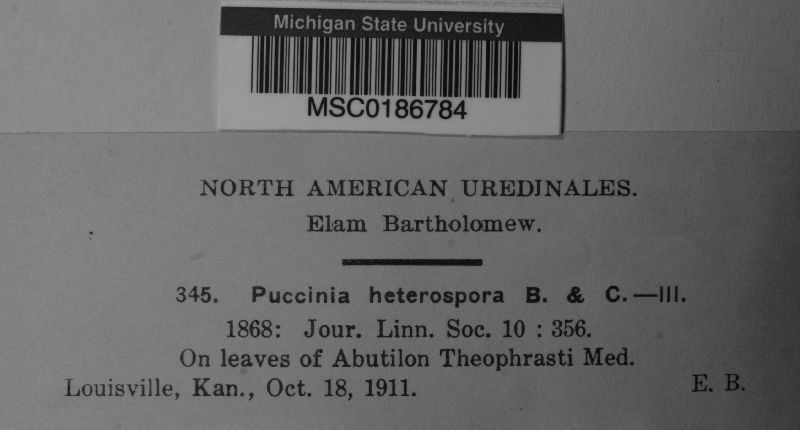 Michigan State University
MSC0186784
NORTH AMERICAN UREDINALES.
Elam Bartholomew.
345. Puccinia heterospora B. & C.—III.
1868: Jour. Linn. Soc. 10 : 356.
On leaves of Abutilon Theophrasti Med.
Louisville, Kan., Oct. 18, 1911. E. B.